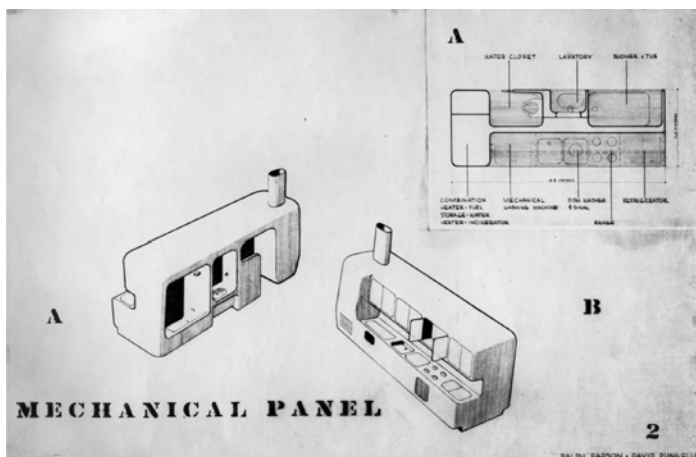 A
WATER CLOSET LAVATORY SHOWER & TUB
COMBINATION MECHANICAL DISH WASHER REFRIGERATOR
HEATER-FUEL WASHING MACHINE & SINK
STORAGE-WATER RANGE
HEATER-INCINERATOR
A
B
MECHANICAL PANEL
2
RALPH RAPSON - DAVID